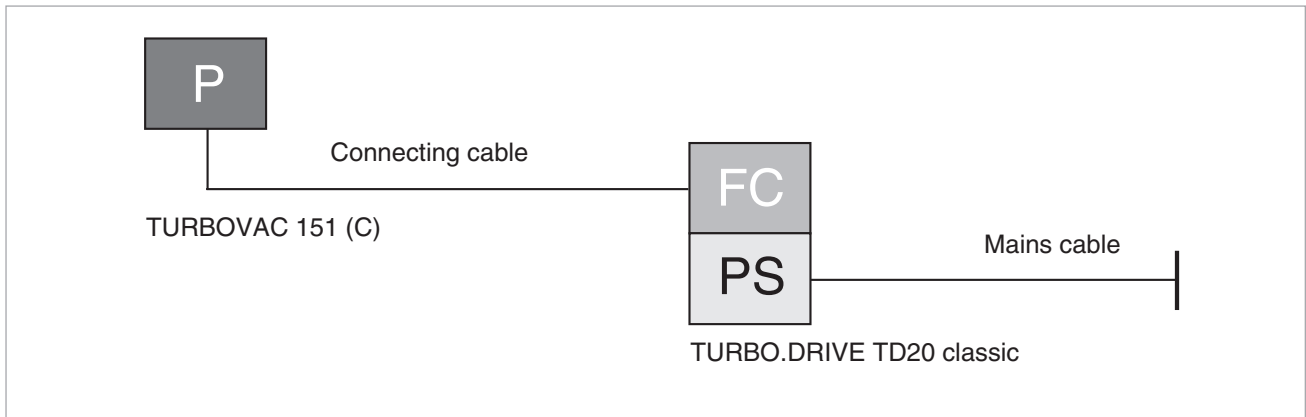 P
Connecting cable
FC
TURBOVAC 151 (C)
Mains cable
PS
TURBO.DRIVE TD20 classic